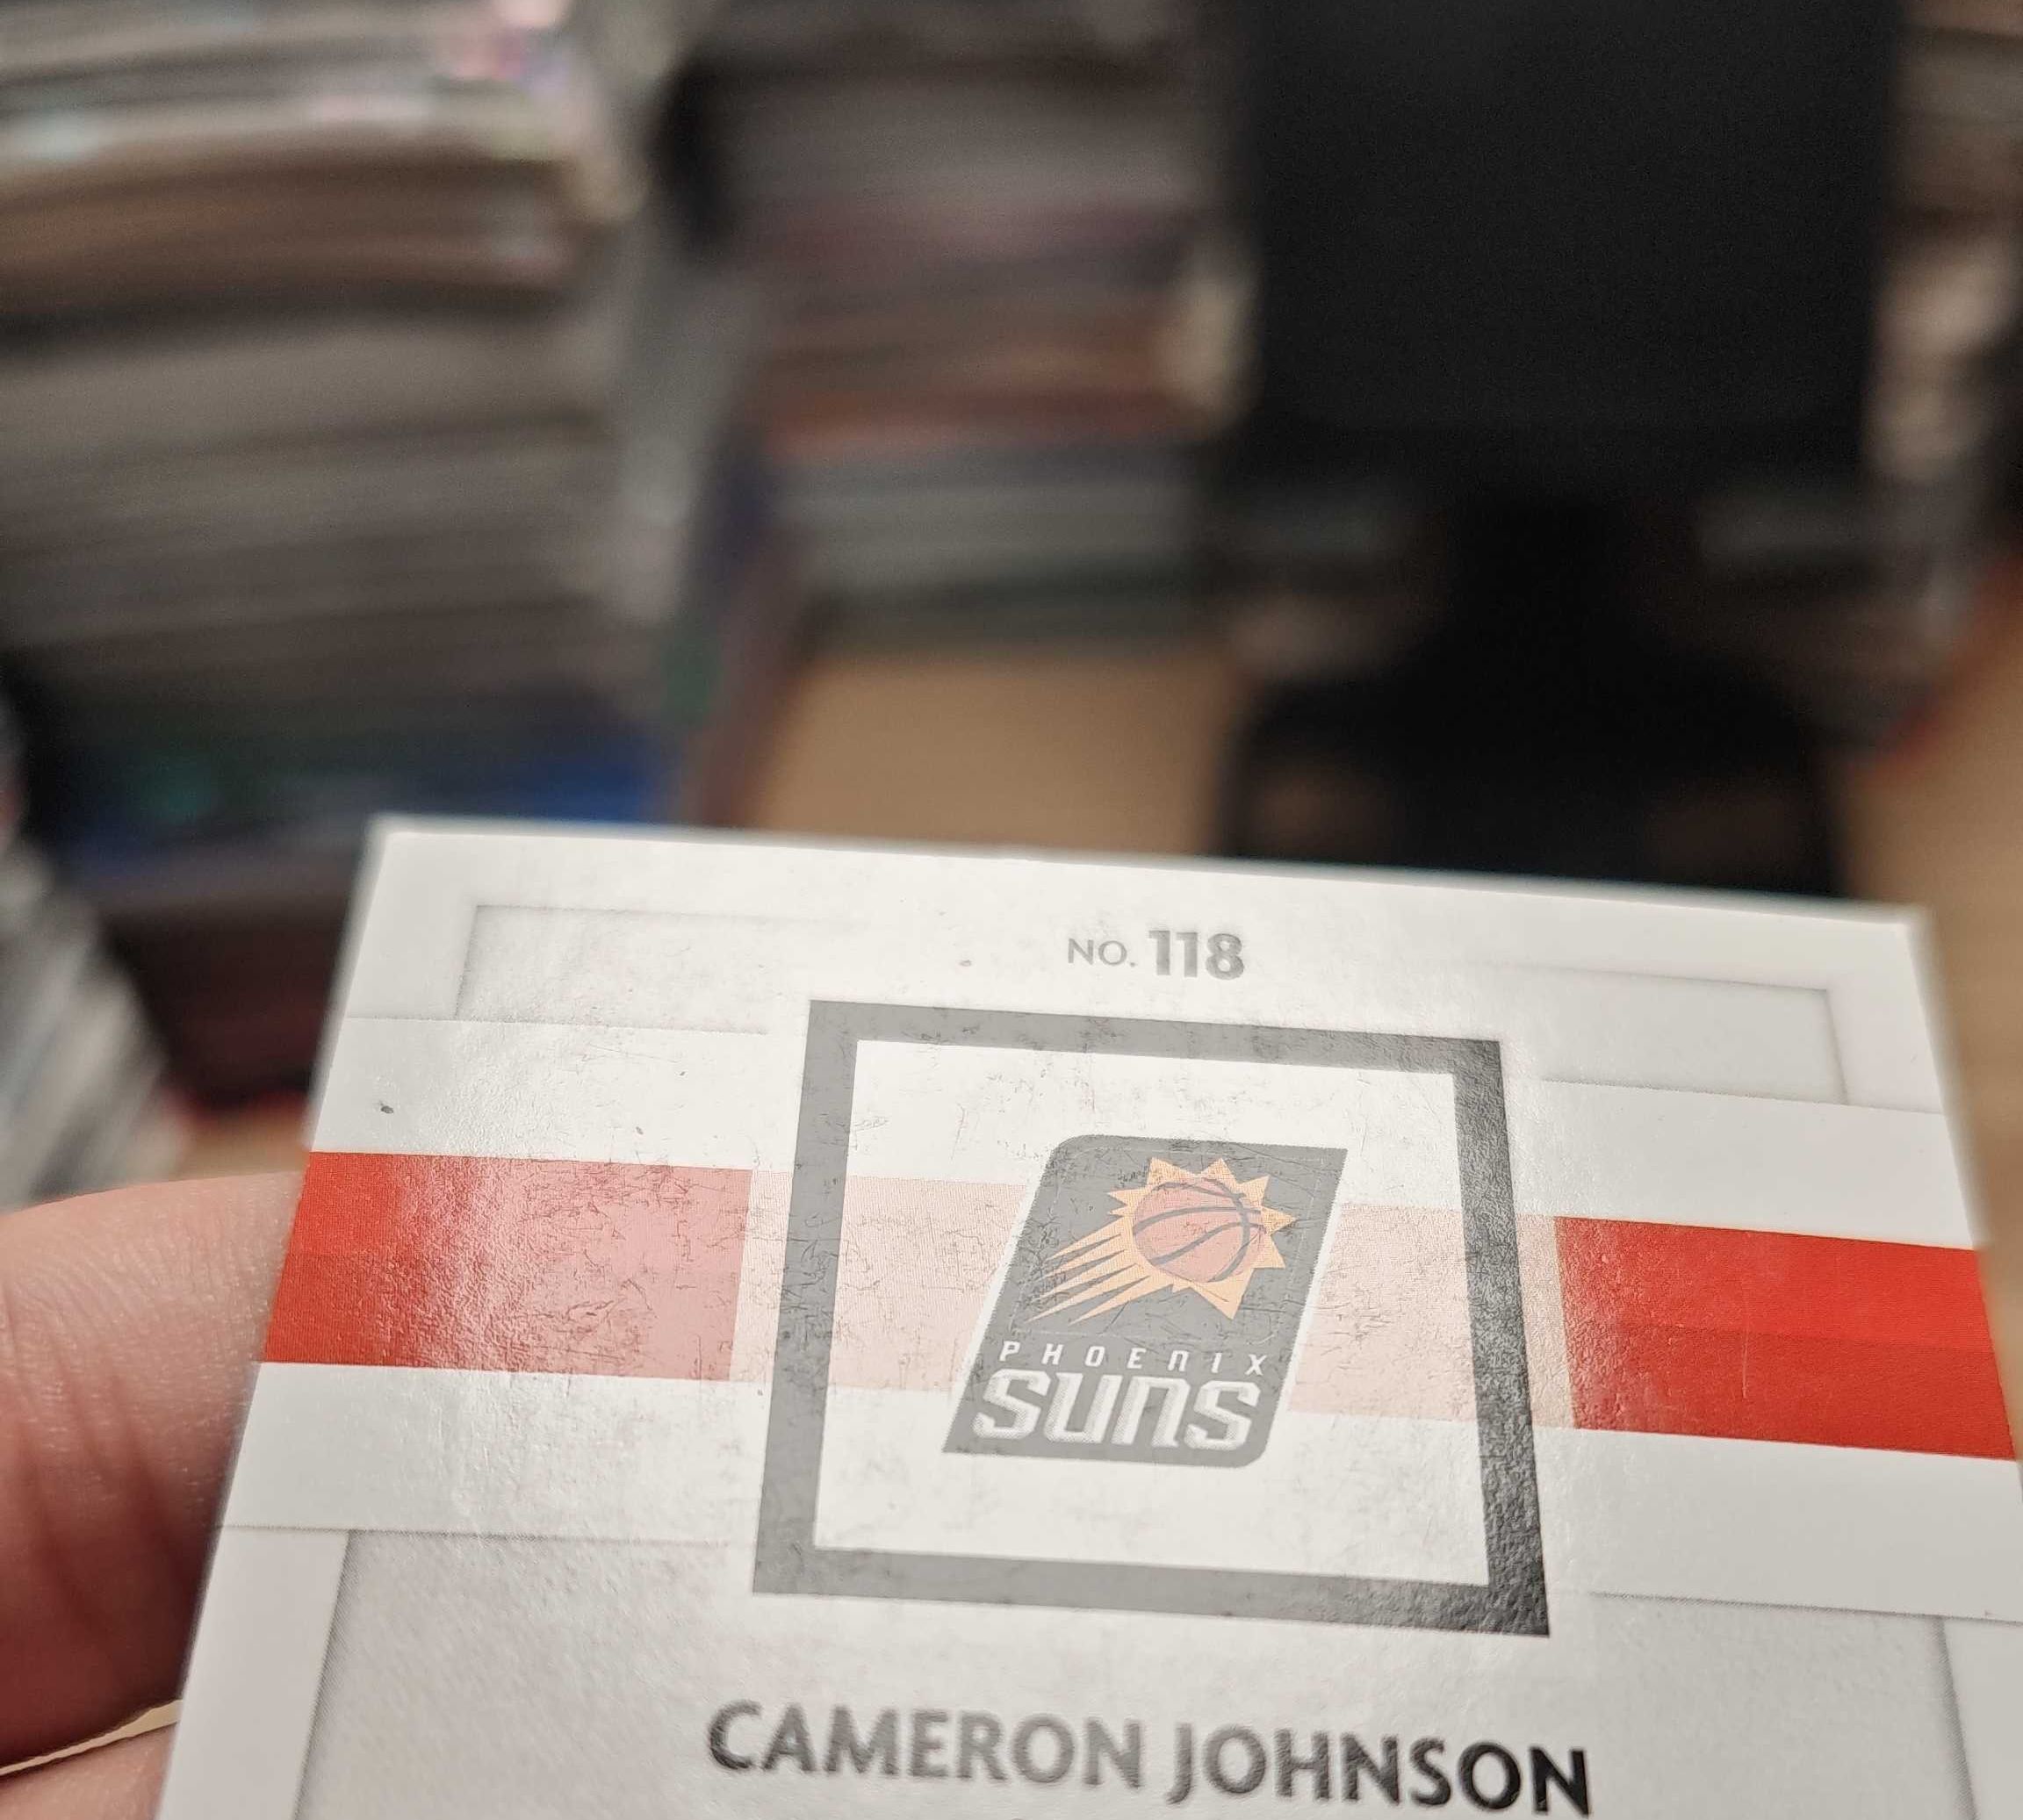 NO. 118
PHOENIX
SUNS
CAMERON JOHNSON